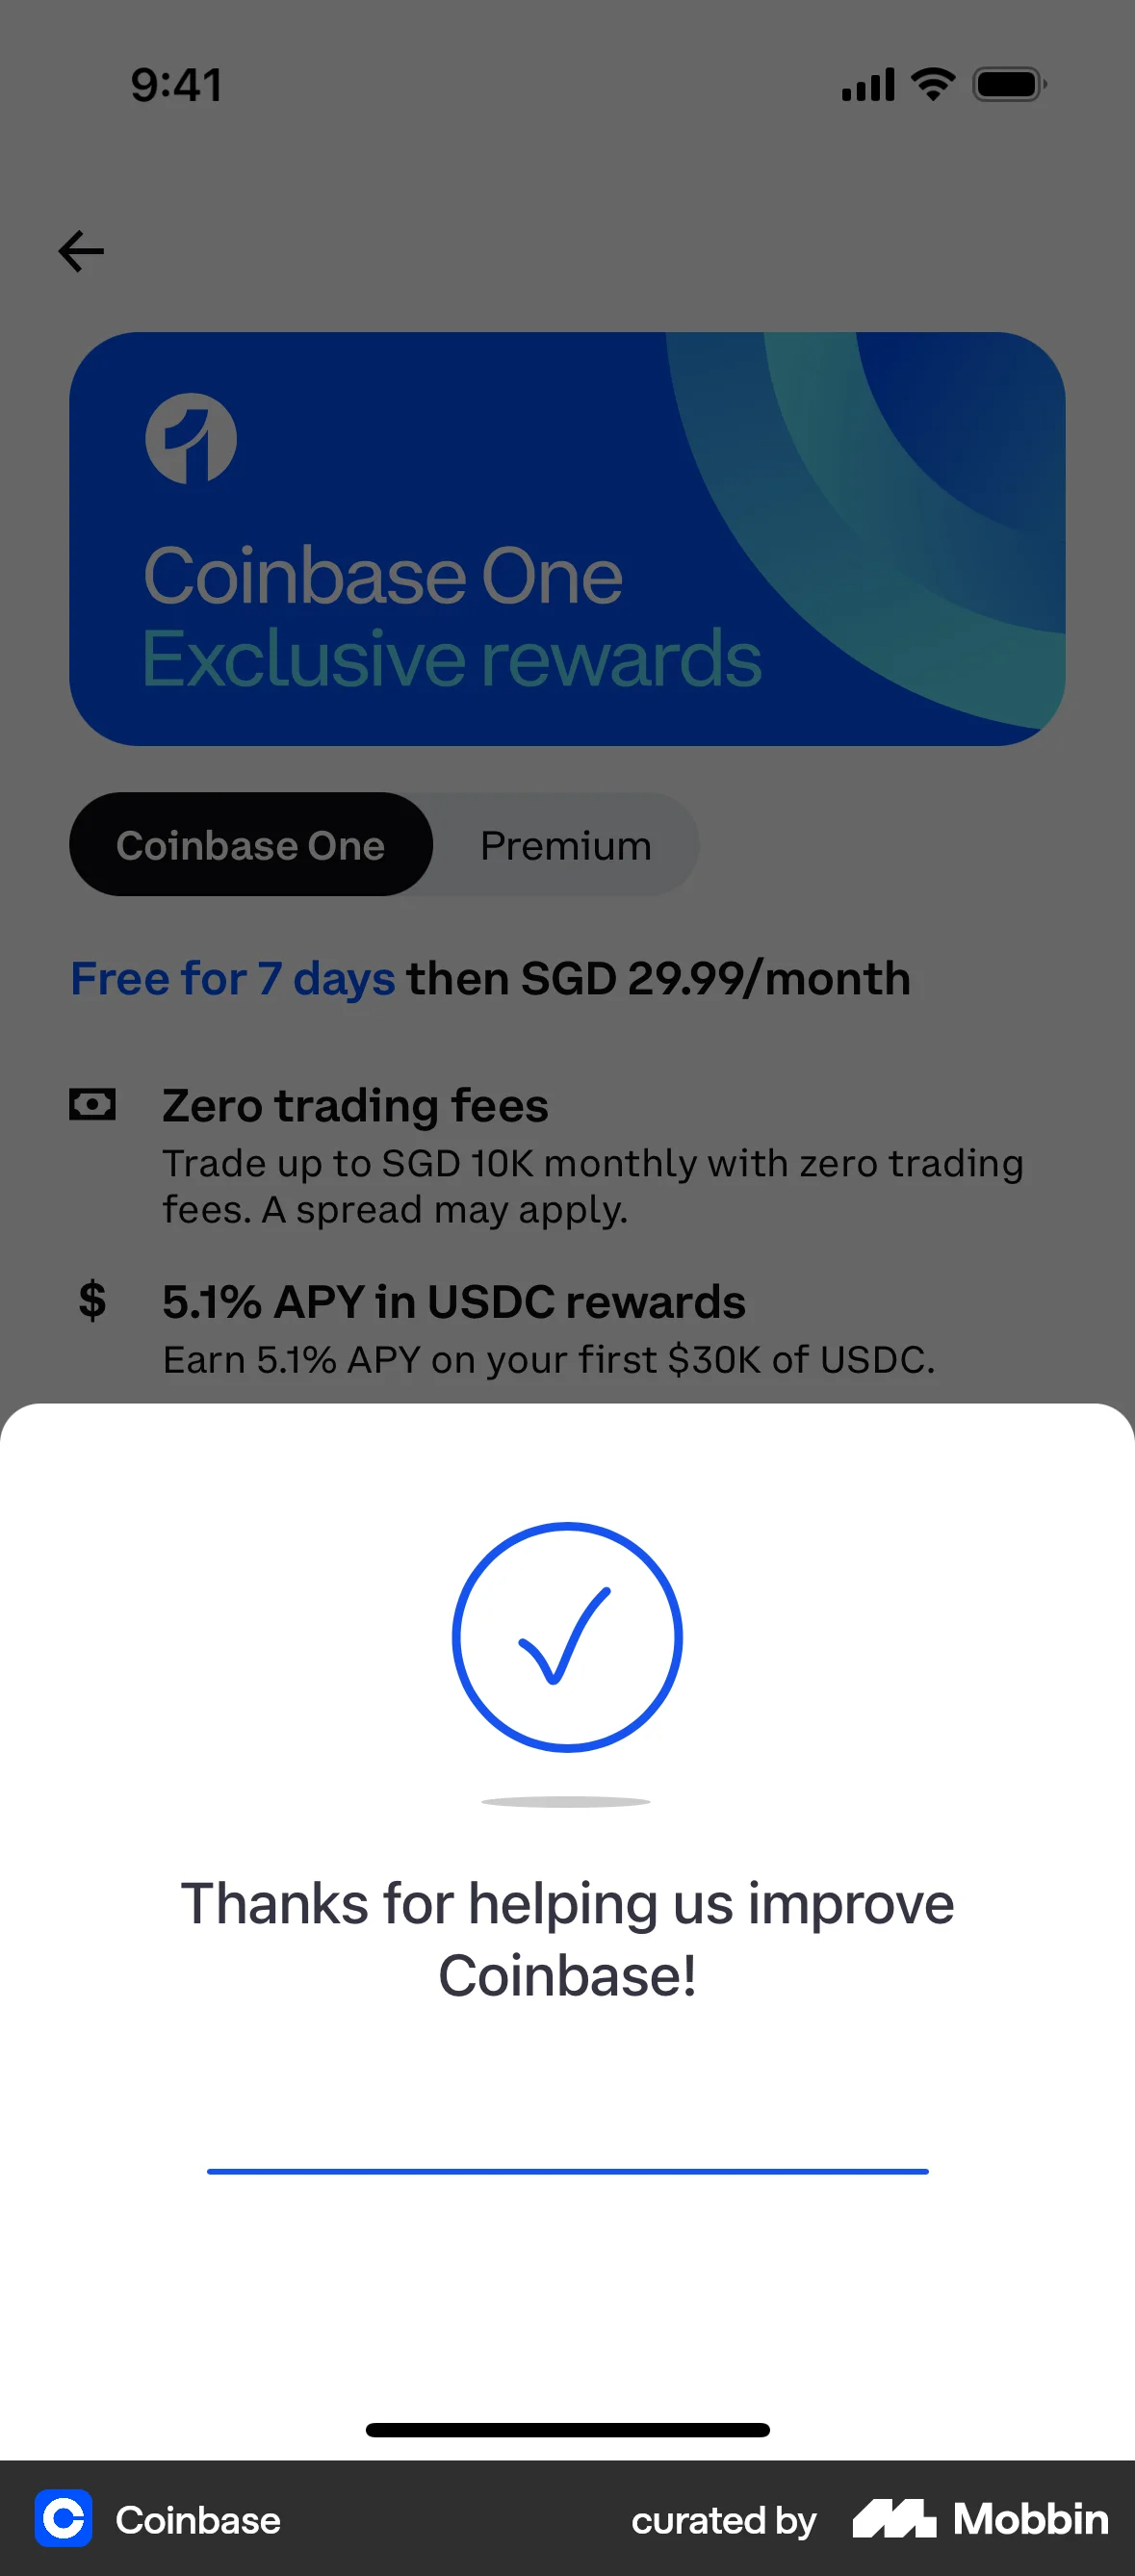 9:41
Coinbase One
Exclusive rewards
Coinbase One
Premium
Free for 7 days then SGD 29.99/month
Zero trading fees
Trade up to SGD 10K monthly with zero trading
fees. A spread may apply.
$
5.1% APY in USDC rewards
Earn 5.1% APY on your first $30K of USDC.
Thanks for helping us improve
Coinbase!
Coinbase
curated by
Mobbin